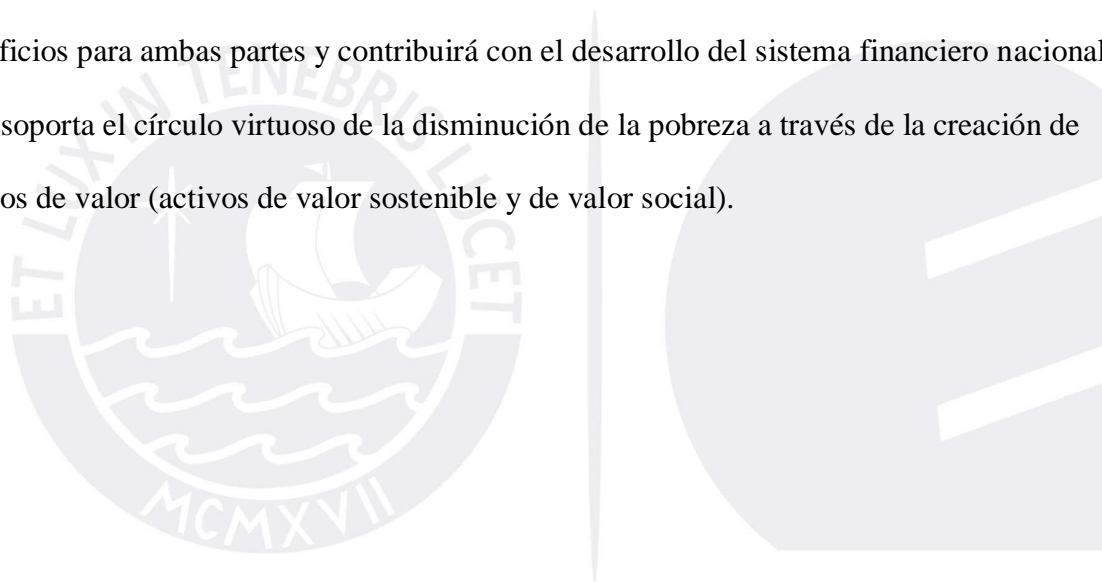 ficios para ambas partes y contribuirá con el desarrollo del sistema financiero nacional
soporta el círculo virtuoso de la disminución de la pobreza a través de la creación de
os de valor (activos de valor sostenible y de valor social).
ET LUX IN TENEBRIS LUCET
MCMXVII